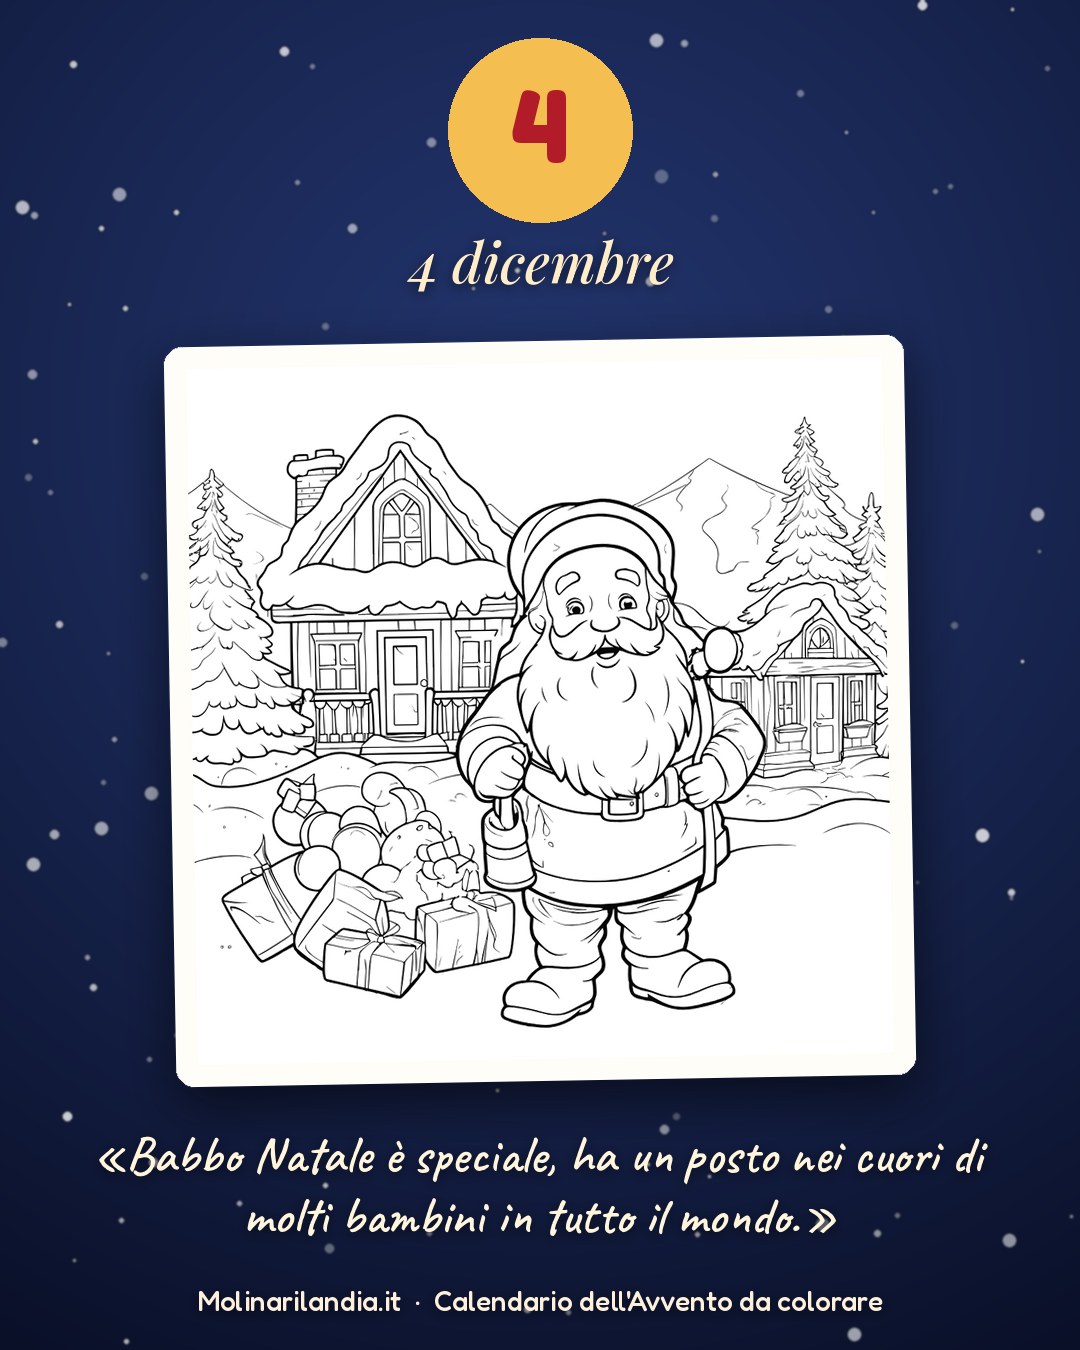 4
4 dicembre
«Babbo Natale è speciale, ha un posto nei cuori di
molti bambini in tutto il mondo.»
Molinarilandia.it · Calendario dell'Avvento da colorare